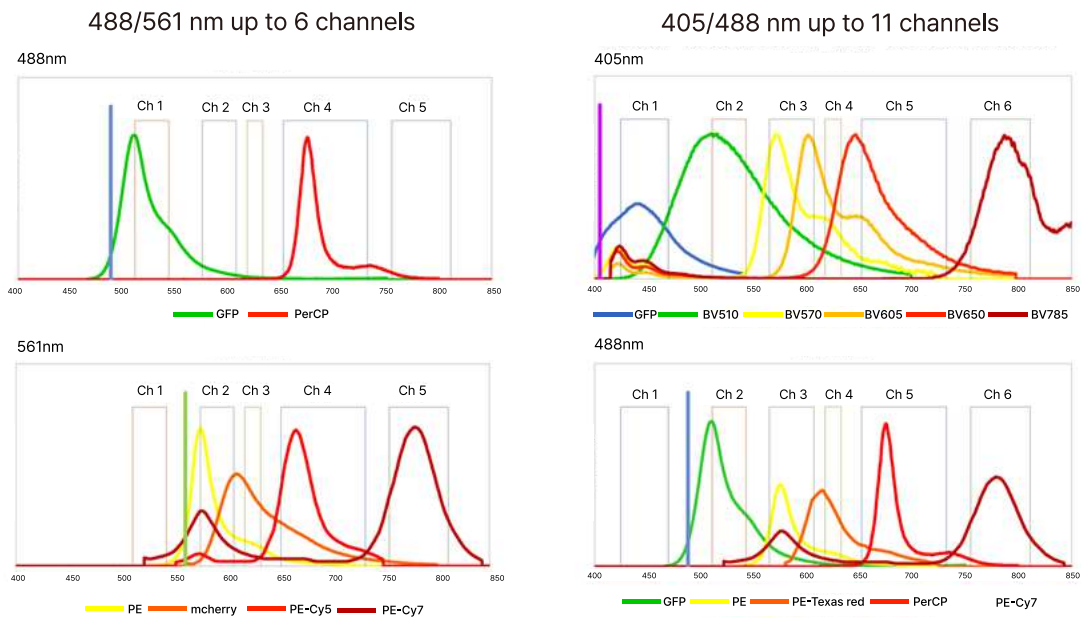 488/561 nm up to 6 channels
488nm
Ch 1 Ch 2 Ch 3 Ch 4 Ch 5
400 450 500 550 600 650 700 750 800 850
GFP PerCP
561nm
Ch 1 Ch 2 Ch 3 Ch 4 Ch 5
400 450 500 550 600 650 700 750 800 850
PE mcherry PE-Cy5 PE-Cy7
405/488 nm up to 11 channels
405nm
Ch 1 Ch 2 Ch 3 Ch 4 Ch 5 Ch 6
400 450 500 550 600 650 700 750 800 850
GFP BV510 BV570 BV605 BV650 BV785
488nm
Ch 1 Ch 2 Ch 3 Ch 4 Ch 5 Ch 6
400 450 500 550 600 650 700 750 800 850
GFP PE PE-Texas red PerCP PE-Cy7